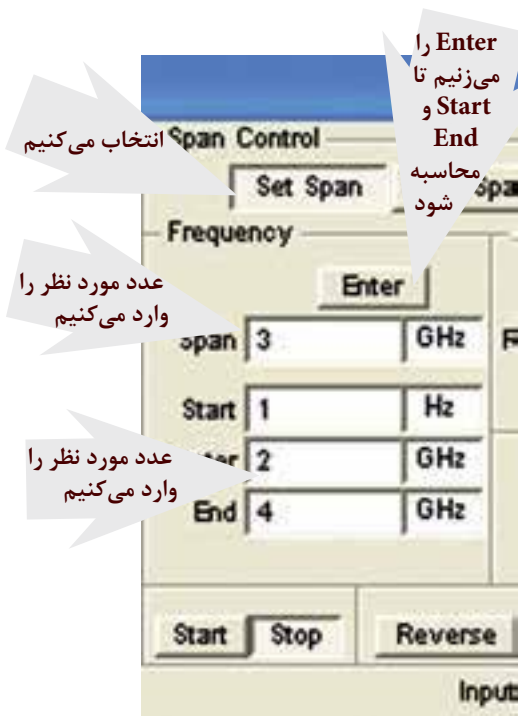 Enter را
می‌زنیم تا
Start و
End
محاسبه
شود
انتخاب می‌کنیم
Span Control
Set Span
Frequency
Enter
عدد مورد نظر را
وارد می‌کنیم
Span 3 GHz
Start 1 Hz
عدد مورد نظر را
وارد می‌کنیم
2 GHz
End 4 GHz
Start Stop Reverse